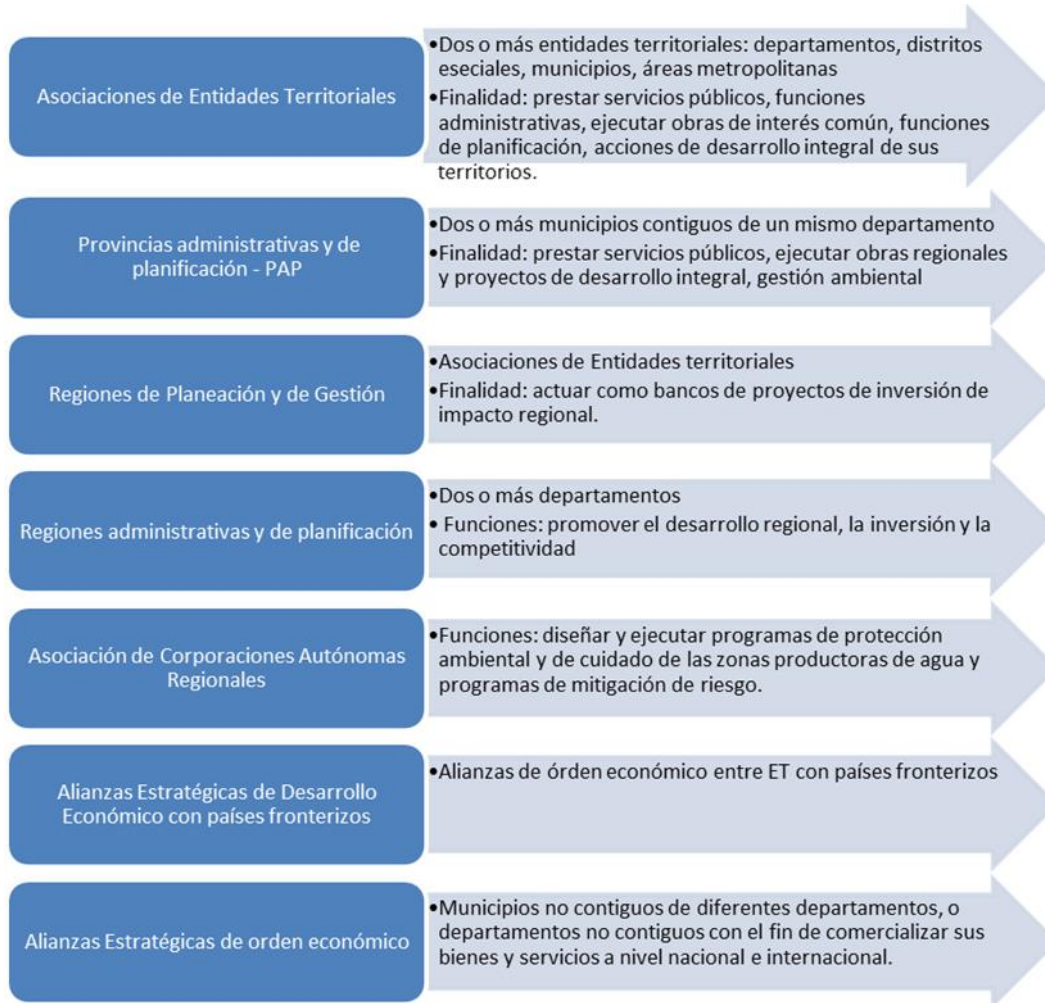 Asociaciones de Entidades Territoriales
•Dos o más entidades territoriales: departamentos, distritos
eseciales, municipios, áreas metropolitanas
•Finalidad: prestar servicios públicos, funciones
administrativas, ejecutar obras de interés común, funciones
de planificación, acciones de desarrollo integral de sus
territorios.
Provincias administrativas y de
planificación - PAP
•Dos o más municipios contiguos de un mismo departamento
•Finalidad: prestar servicios públicos, ejecutar obras regionales
y proyectos de desarrollo integral, gestión ambiental
Regiones de Planeación y de Gestión
•Asociaciones de Entidades territoriales
•Finalidad: actuar como bancos de proyectos de inversión de
impacto regional.
Regiones administrativas y de planificación
•Dos o más departamentos
• Funciones: promover el desarrollo regional, la inversión y la
competitividad
Asociación de Corporaciones Autónomas
Regionales
•Funciones: diseñar y ejecutar programas de protección
ambiental y de cuidado de las zonas productoras de agua y
programas de mitigación de riesgo.
Alianzas Estratégicas de Desarrollo
Económico con países fronterizos
•Alianzas de órden económico entre ET con países fronterizos
Alianzas Estratégicas de orden económico
•Municipios no contiguos de diferentes departamentos, o
departamentos no contiguos con el fin de comercializar sus
bienes y servicios a nivel nacional e internacional.